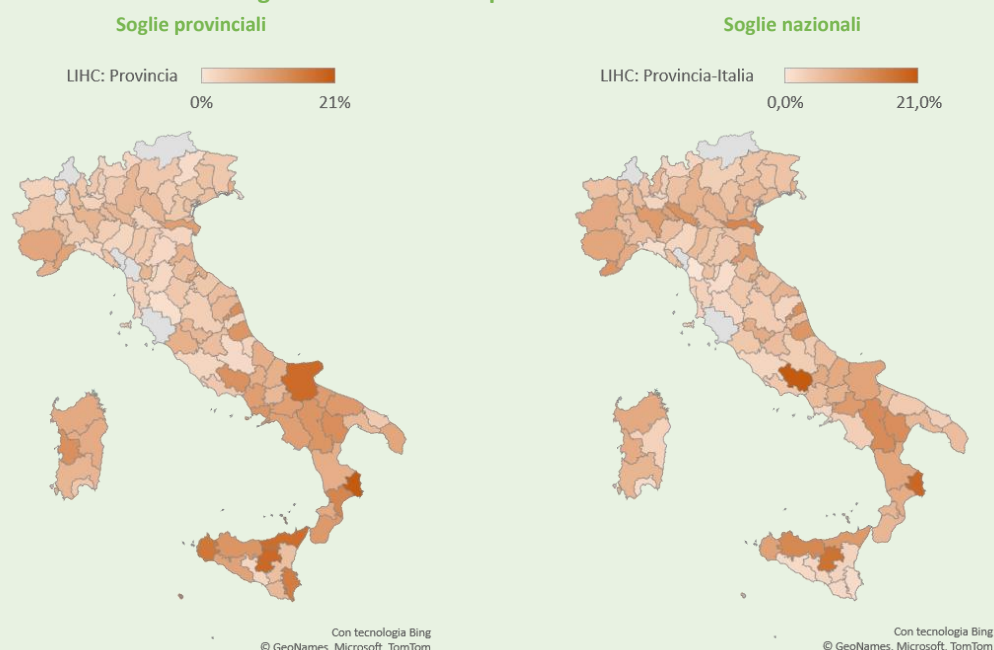 Soglie provinciali
Soglie nazionali
LIHC: Provincia
0%
21%
LIHC: Provincia-Italia
0,0%
21,0%
Con tecnologia Bing
© GeoNames, Microsoft, TomTom
Con tecnologia Bing
© GeoNames, Microsoft, TomTom